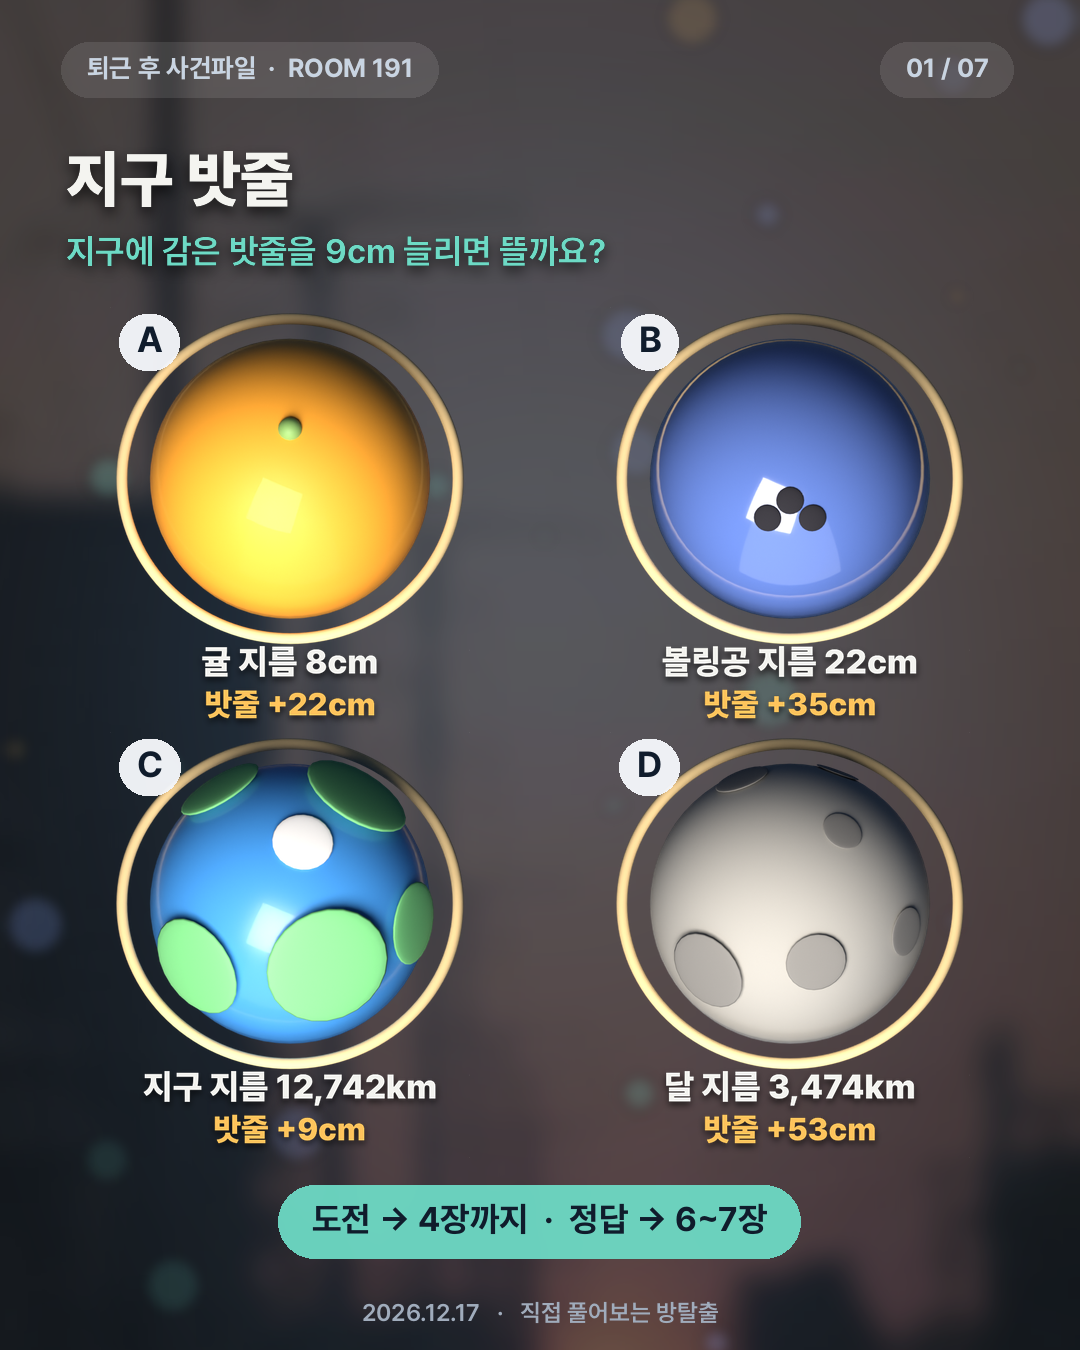 퇴근 후 사건파일 · ROOM 191
01 / 07
지구 밧줄
지구에 감은 밧줄을 9cm 늘리면 뜰까요?
A
B
귤 지름 8cm
밧줄 +22cm
볼링공 지름 22cm
밧줄 +35cm
C
D
지구 지름 12,742km
밧줄 +9cm
달 지름 3,474km
밧줄 +53cm
도전 → 4장까지 · 정답 → 6~7장
2026.12.17 · 직접 풀어보는 방탈출